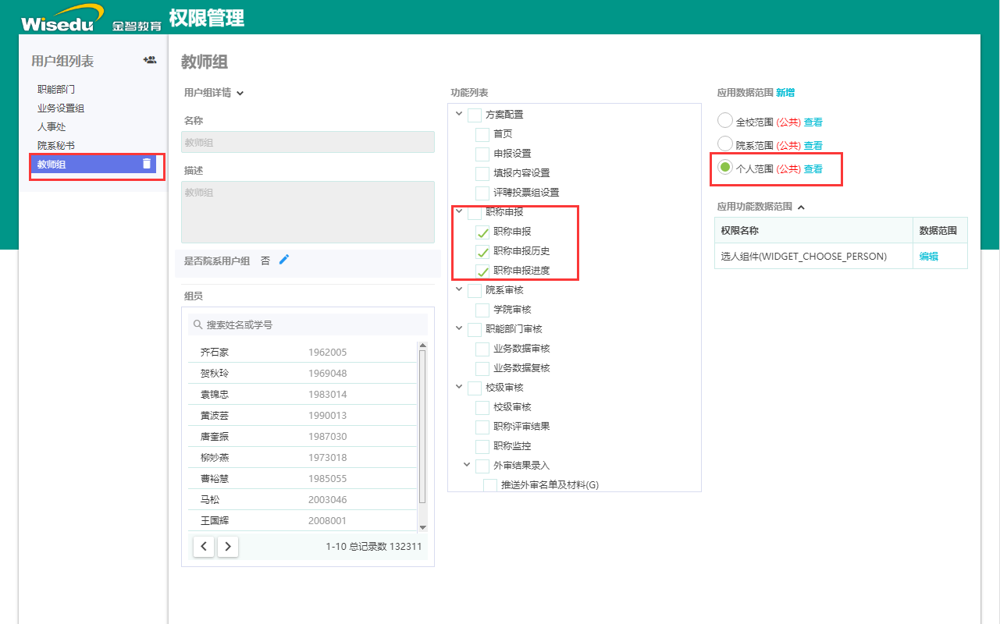 Wisedu 金智教育 权限管理
用户组列表
职能部门
业务设置组
人事处
院系秘书
教师组
教师组
用户组详情
名称
教师组
描述
教师组
是否院系用户组 否
组员
搜索姓名或学号
齐石家 1962005
贺秋玲 1969048
袁锦忠 1983014
黄波芸 1990013
唐奎振 1987030
柳妙燕 1973018
曹裕慧 1985055
马松 2003046
王国辉 2008001
1-10 总记录数 132311
功能列表
方案配置
首页
申报设置
填报内容设置
评聘投票组设置
职称申报
职称申报
职称申报历史
职称申报进度
院系审核
学院审核
职能部门审核
业务数据审核
业务数据复核
校级审核
校级审核
职称评审结果
职称监控
外审结果录入
推送外审名单及材料(G)
应用数据范围 新增
全校范围 (公共) 查看
院系范围 (公共) 查看
个人范围 (公共) 查看
应用功能数据范围
权限名称 数据范围
选人组件(WIDGET_CHOOSE_PERSON) 编辑